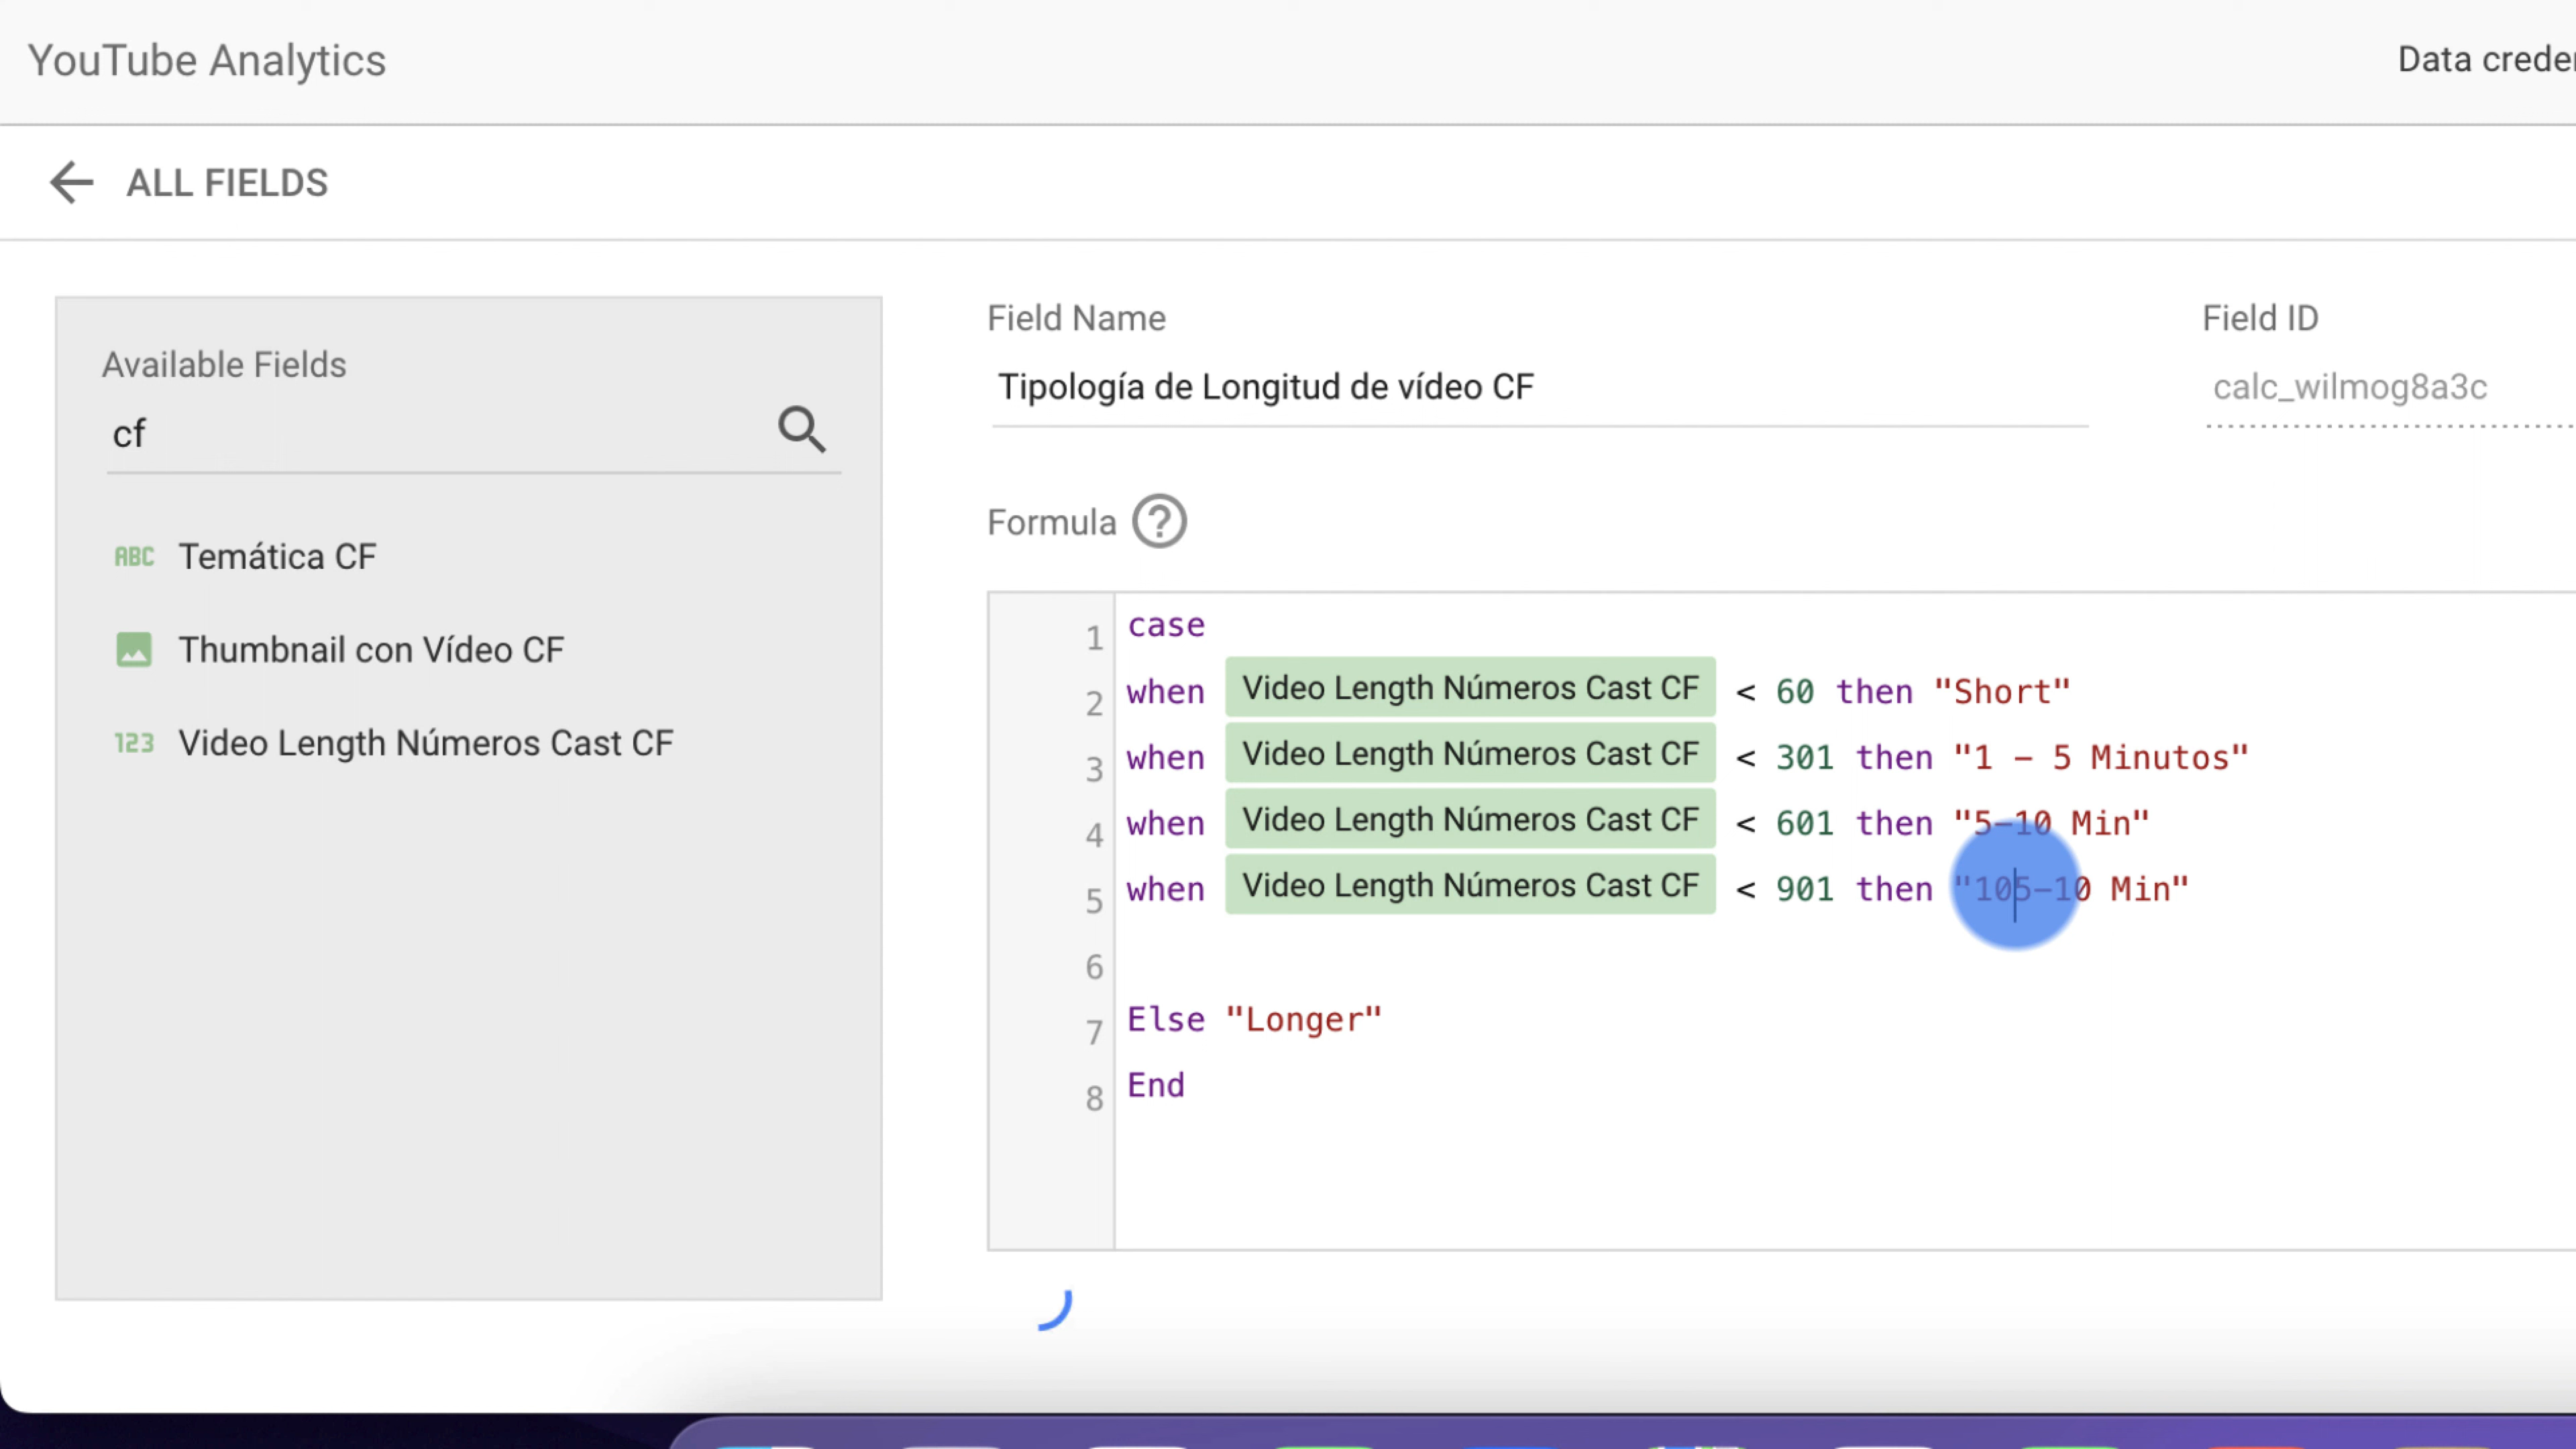 YouTube Analytics
Data creden
ALL FIELDS
Available Fields
cf
ABC Temática CF
Thumbnail con Vídeo CF
123 Video Length Números Cast CF
Field Name
Tipología de Longitud de vídeo CF
Field ID
calc_wilmog8a3c
Formula ?
1 case
2 when Video Length Números Cast CF < 60 then "Short"
3 when Video Length Números Cast CF < 301 then "1 - 5 Minutos"
4 when Video Length Números Cast CF < 601 then "5-10 Min"
5 when Video Length Números Cast CF < 901 then "105-10 Min"
6
7 Else "Longer"
8 End